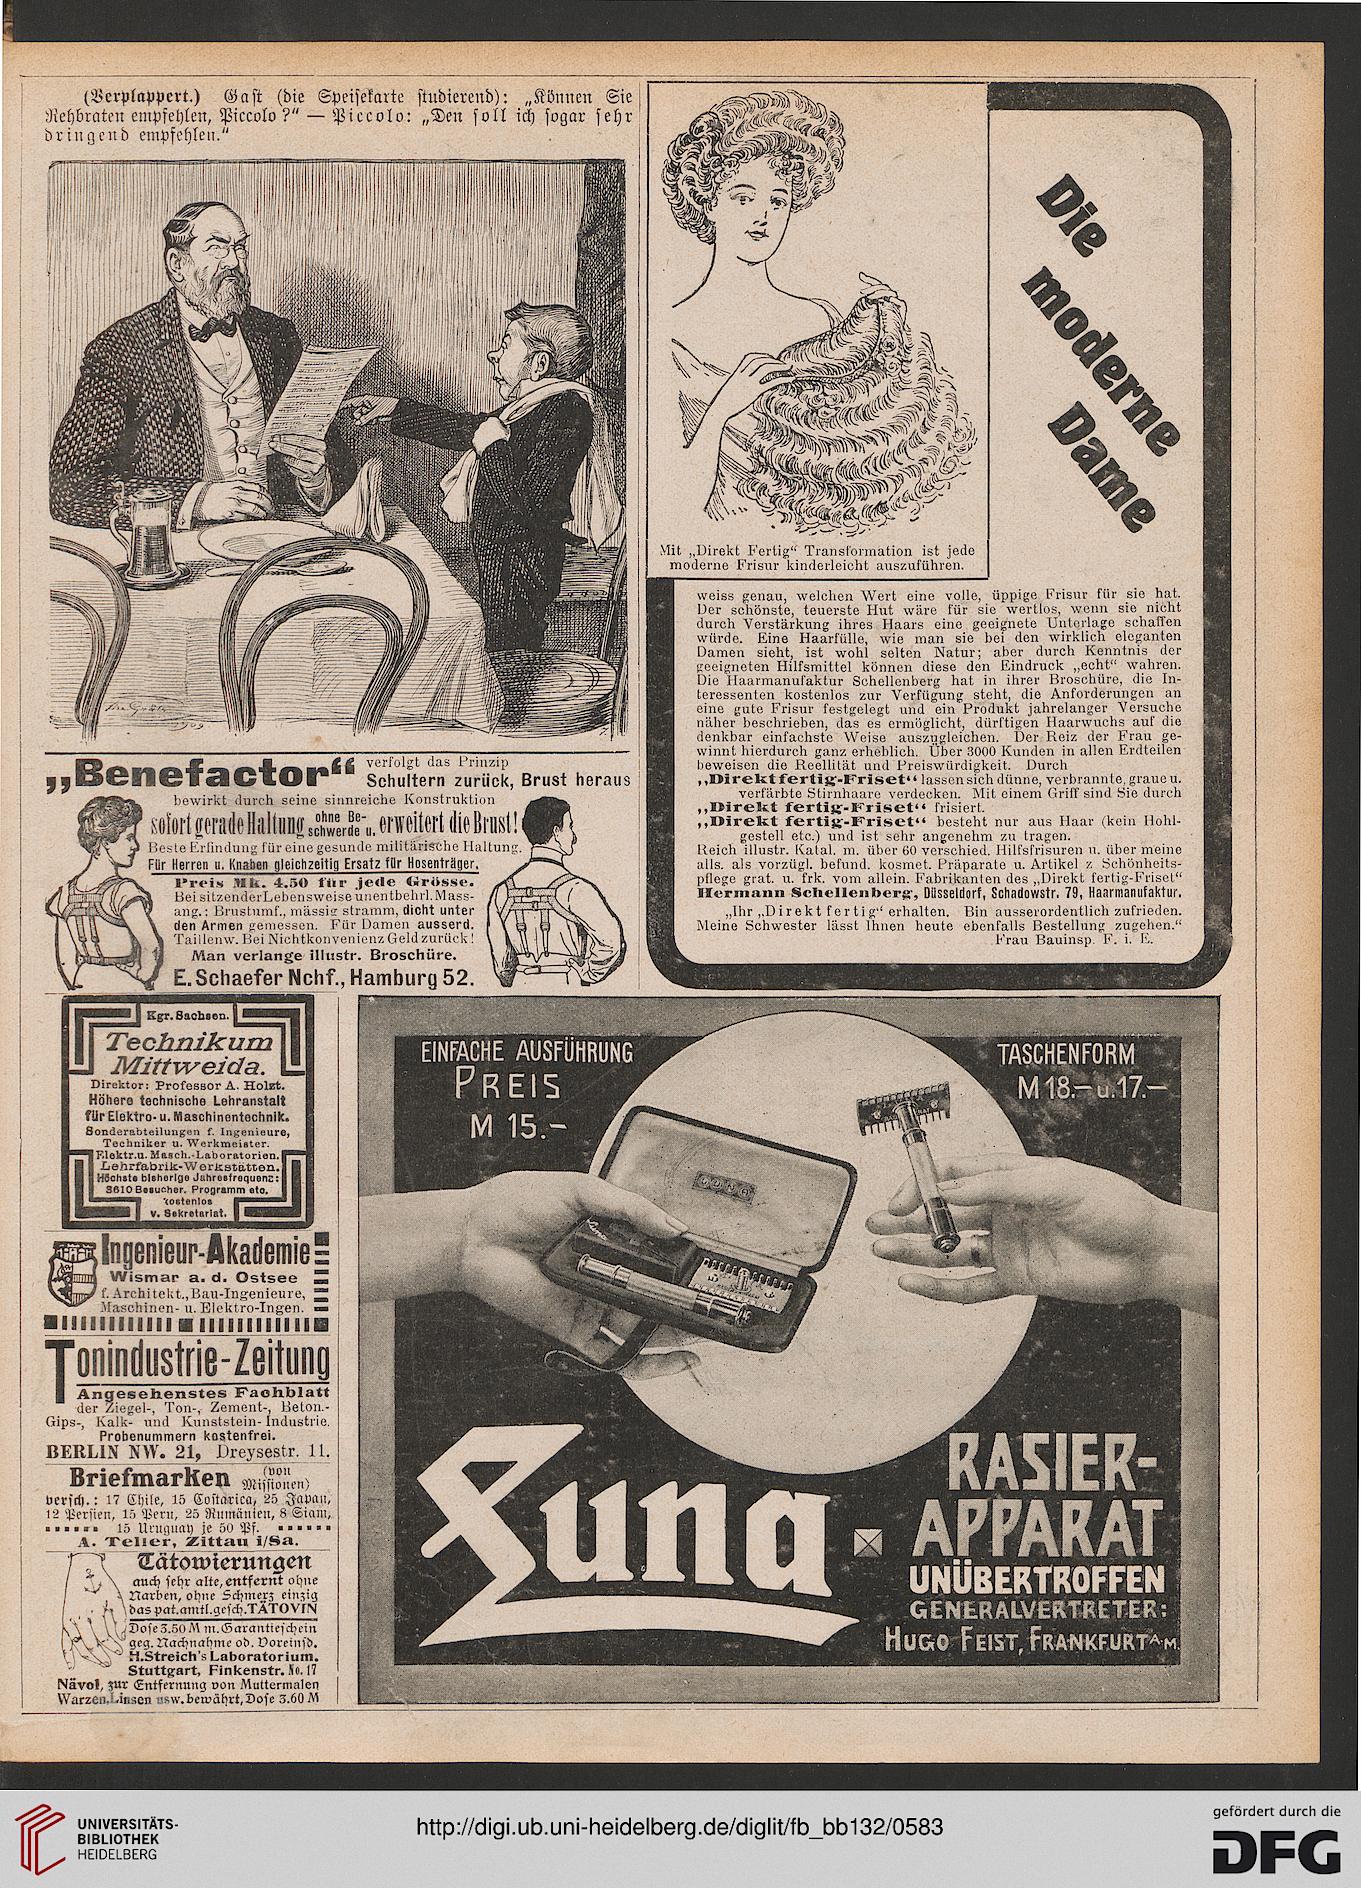 (Verplappert.) Gast (die Speisekarte studierend): „Können Sie
Rehbraten empfehlen, Piccolo?“ — Piccolo: „Den soll ich sogar sehr
dringend empfehlen.“
Mit „Direkt Fertig“ Transformation ist jede
moderne Frisur kinderleicht auszuführen.
Die
moderne
Dame
weiss genau, welchen Wert eine volle, üppige Frisur für sie hat.
Der schönste, teuerste Hut wäre für sie wertlos, wenn sie nicht
durch Verstärkung ihres Haars eine geeignete Unterlage schaffen
würde. Eine Haarfülle, wie man sie bei den wirklich eleganten
Damen sieht, ist wohl selten Natur; aber durch Kenntnis der
geeigneten Hilfsmittel können diese den Eindruck „echt“ wahren.
Die Haarmanufaktur Schellenberg hat in ihrer Broschüre, die In-
teressenten kostenlos zur Verfügung steht, die Anforderungen an
eine gute Frisur festgelegt und ein Produkt jahrelanger Versuche
näher beschrieben, das es ermöglicht, dürftigen Haarwuchs auf die
denkbar einfachste Weise auszugleichen. Der Reiz der Frau ge-
winnt hierdurch ganz erheblich. Über 3000 Kunden in allen Erdteilen
beweisen die Reellität und Preiswürdigkeit. Durch
„Direkt fertig-Friset“ lassen sich dünne, verbrannte, graue u.
verfärbte Stirnhaare verdecken. Mit einem Griff sind Sie durch
„Direkt fertig-Friset“ frisiert.
„Direkt fertig-Friset“ besteht nur aus Haar (kein Hohl-
gestell etc.) und ist sehr angenehm zu tragen.
Reich illustr. Katal. m. über 60 verschied. Hilfsfrisuren u. über meine
alls. als vorzügl. befund. kosmet. Präparate u. Artikel z Schönheits-
pflege grat. u. frk. vom allein. Fabrikanten des „Direkt fertig-Friset“
Hermann Schellenberg, Düsseldorf, Schadowstr. 79, Haarmanufaktur.
„Ihr „Direkt fertig“ erhalten. Bin ausserordentlich zufrieden.
Meine Schwester lässt Ihnen heute ebenfalls Bestellung zugehen.“
Frau Bauinsp. F. i. E.
„Benefactor“ verfolgt das Prinzip
Schultern zurück, Brust heraus
bewirkt durch seine sinnreiche Konstruktion
sofort gerade Haltung ohne Be-
schwerde u. erweitert die Brust!
Beste Erfindung für eine gesunde militärische Haltung.
Für Herren u. Knaben gleichzeitig Ersatz für Hosenträger.
Preis Mk. 4.50 für jede Grösse.
Bei sitzender Lebensweise unentbehrl. Mass-
ang.: Brustumf., mässig stramm, dicht unter
den Armen gemessen. Für Damen ausserd.
Taillenw. Bei Nichtkonvenienz Geld zurück!
Man verlange illustr. Broschüre.
E. Schaefer Nchf., Hamburg 52.
Kgr. Sachsen.
Technikum
Mittweida.
Direktor: Professor A. Holzt.
Höhere technische Lehranstalt
für Elektro- u. Maschinentechnik.
Sonderabteilungen f. Ingenieure,
Techniker u. Werkmeister.
Elektr. u. Masch.-Laboratorien.
Lehrfabrik-Werkstätten.
Höchste bisherige Jahresfrequenz:
3610 Besucher. Programm etc.
kostenlos
v. Sekretariat.
Ingenieur-Akademie
Wismar a. d. Ostsee
f. Architekt., Bau-Ingenieure,
Maschinen- u. Elektro-Ingen.
Tonindustrie-Zeitung
Angesehenstes Fachblatt
der Ziegel-, Ton-, Zement-, Beton-
Gips-, Kalk- und Kunststein-Industrie.
Probenummern kostenfrei.
BERLIN NW. 21, Dreysestr. 11.
Briefmarken (von
Missionen)
versch.: 17 Chile, 15 Costarica, 25 Japan,
12 Persien, 15 Peru, 25 Rumänien, 8 Siam,
15 Uruguay je 50 Pf.
A. Teller, Zittau i/Sa.
Tätowierungen
auch sehr alte, entfernt ohne
Narben, ohne Schmerz einzig
das pat. amtl. gesch. TÄTOVIN
Dose 3.50 M m. Garantieschein
geg. Nachnahme od. Voreinsd.
H. Streich's Laboratorium.
Stuttgart, Finkenstr. No. 17
Nävol, zur Entfernung von Muttermalen
Warzen, Linsen usw. bewährt, Dose 3.60 M
EINFACHE AUSFÜHRUNG
PREIS
M 15.–
TASCHENFORM
M 18.– u. 17.–
LUNA
Luna
Luna
RASIER-
APPARAT
UNÜBERTROFFEN
GENERALVERTRETER:
HUGO FEIST, FRANKFURT A. M.
UNIVERSITÄTS-
BIBLIOTHEK
HEIDELBERG
http://digi.ub.uni-heidelberg.de/diglit/fb_bb132/0583
gefördert durch die
DFG